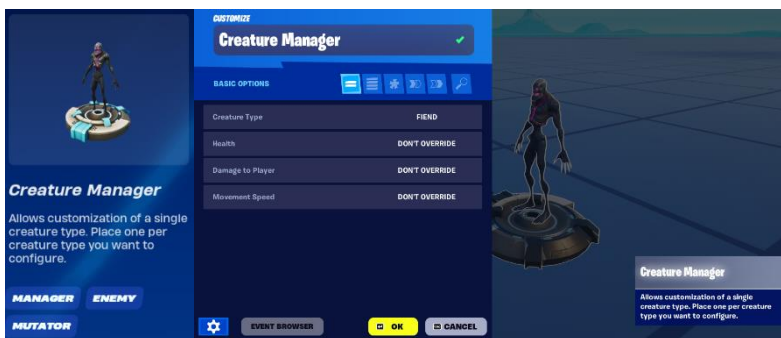 Creature Manager
Allows customization of a single
creature type. Place one per
creature type you want to
configure.
MANAGER
ENEMY
MUTATOR
CUSTOMIZE
Creature Manager
BASIC OPTIONS
Creature Type FIEND
Health DON'T OVERRIDE
Damage to Player DON'T OVERRIDE
Movement Speed DON'T OVERRIDE
EVENT BROWSER
OK
CANCEL
Creature Manager
Allows customization of a single
creature type. Place one per creature
type you want to configure.